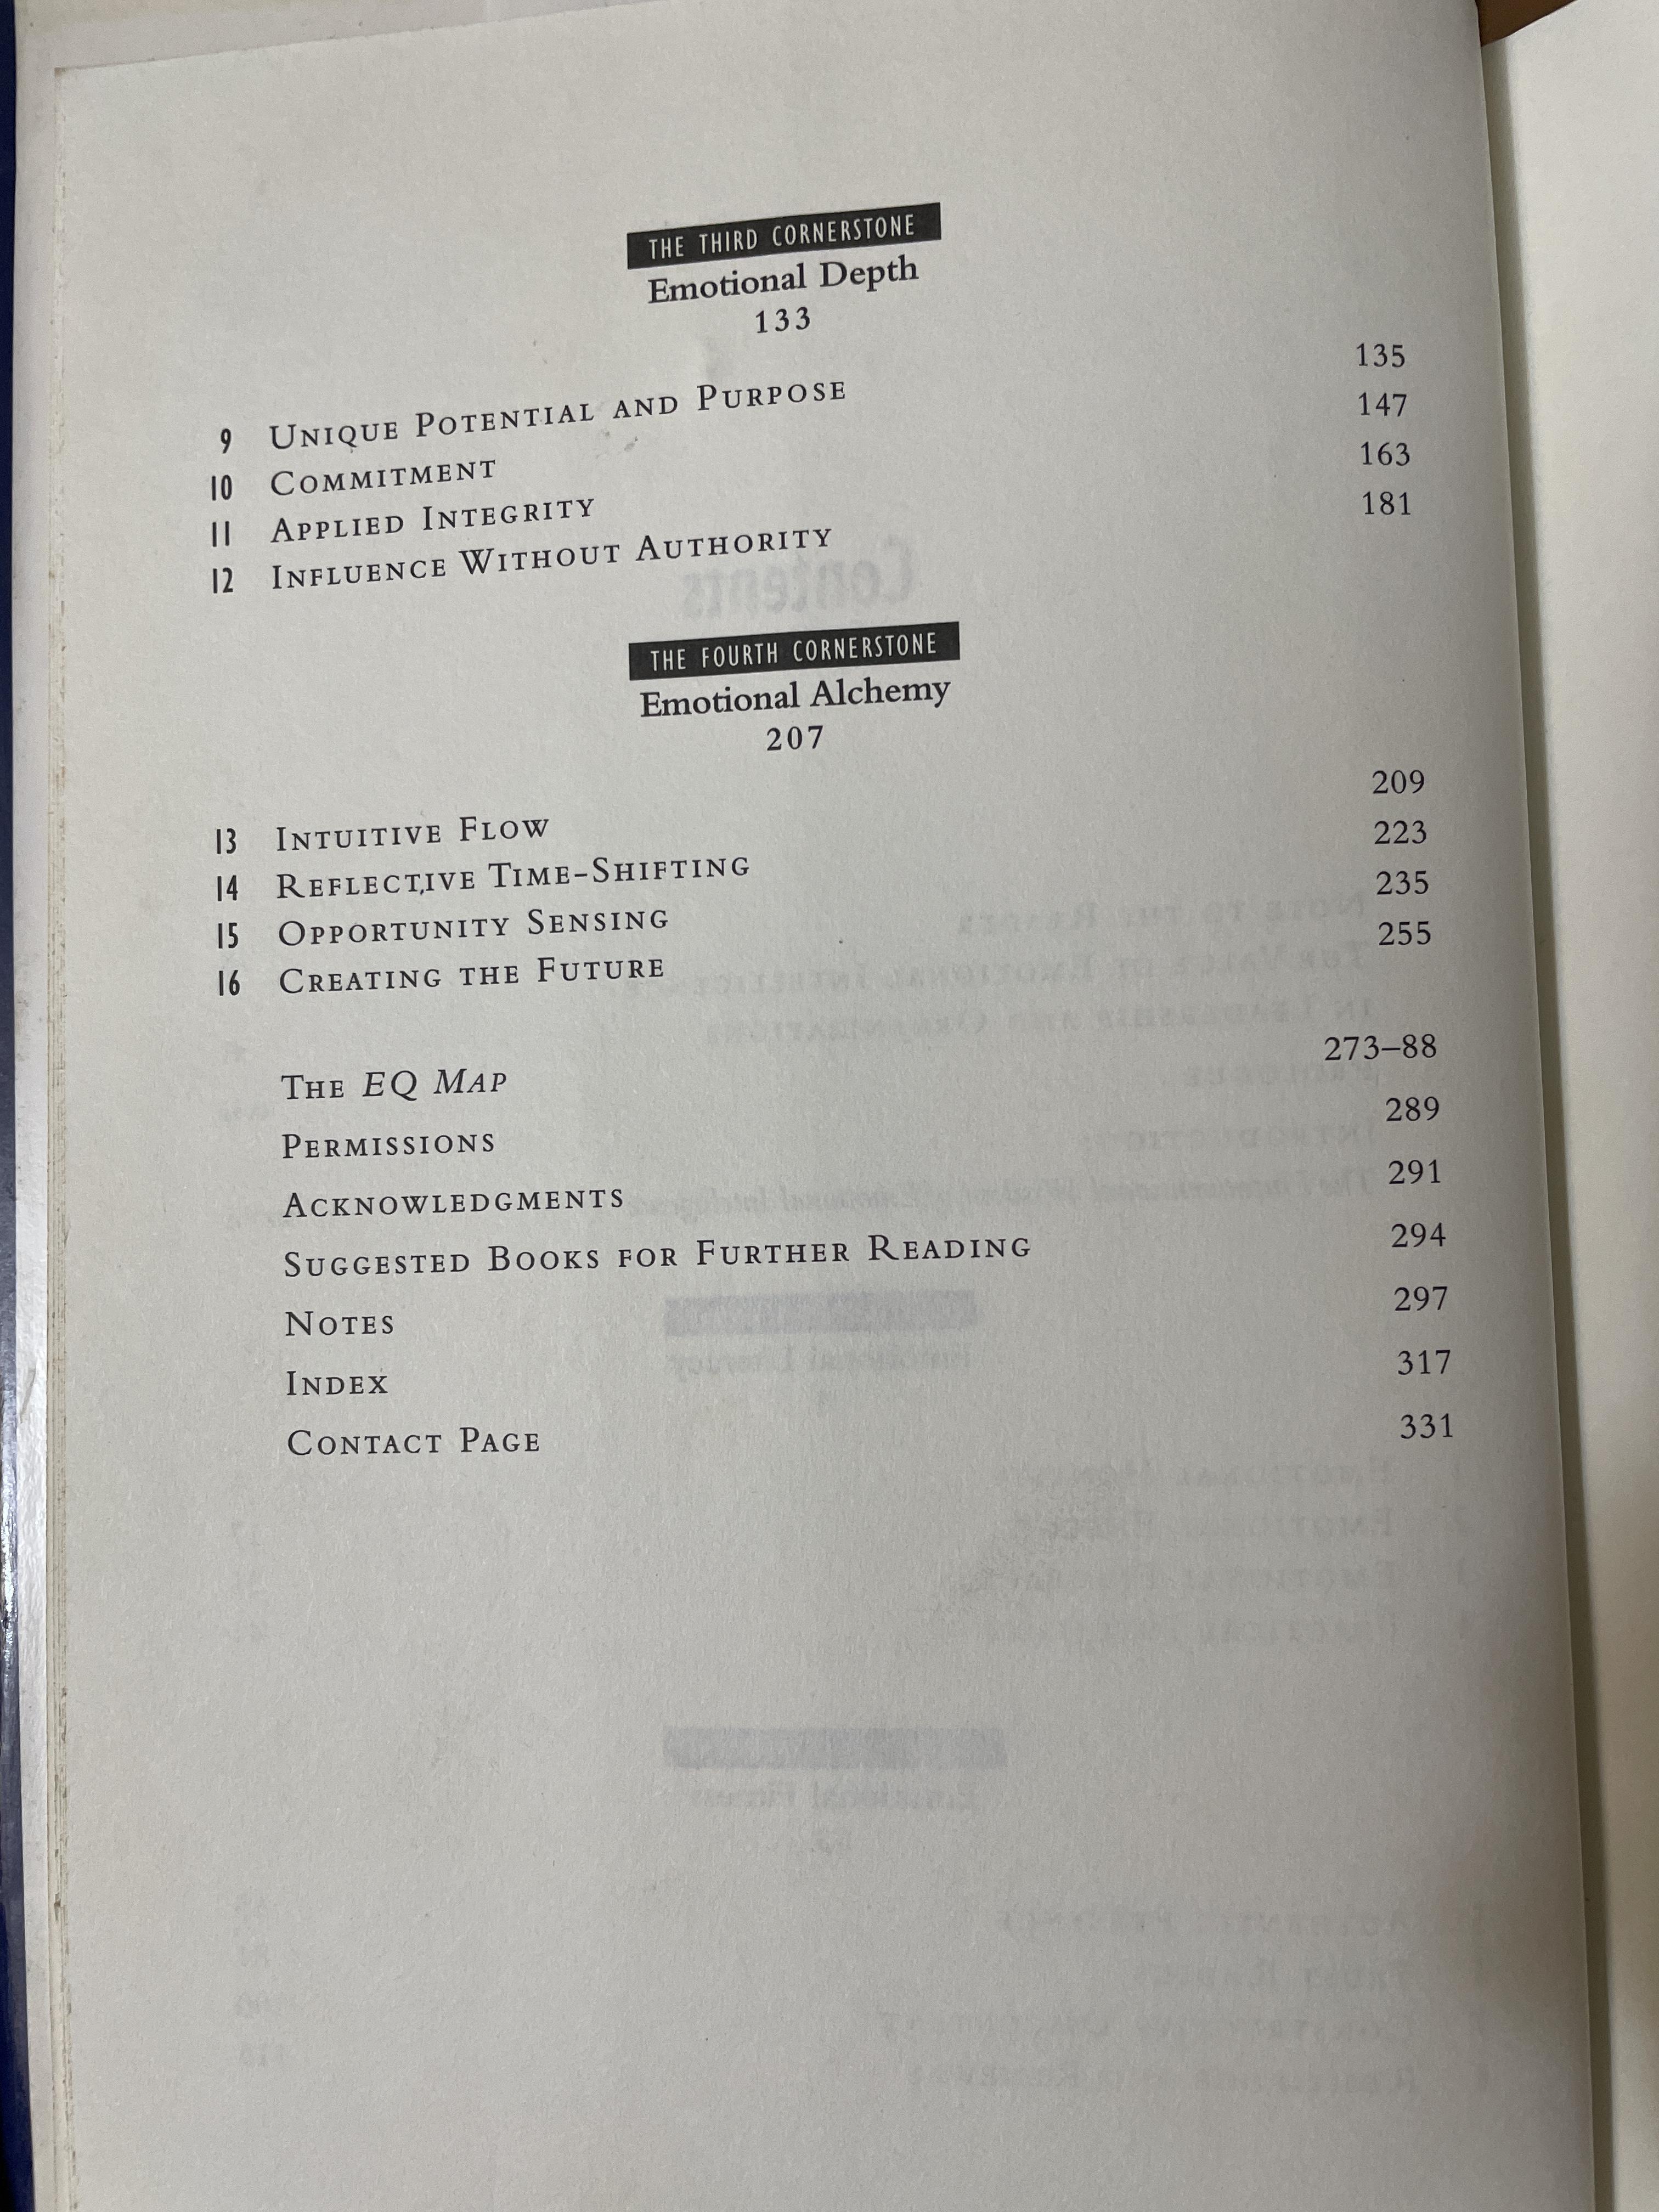 THE THIRD CORNERSTONE
Emotional Depth
133
9 UNIQUE POTENTIAL AND PURPOSE 135
10 COMMITMENT 147
11 APPLIED INTEGRITY 163
12 INFLUENCE WITHOUT AUTHORITY 181
THE FOURTH CORNERSTONE
Emotional Alchemy
207
13 INTUITIVE FLOW 209
14 REFLECTIVE TIME-SHIFTING 223
15 OPPORTUNITY SENSING 235
16 CREATING THE FUTURE 255
THE EQ MAP 273–88
PERMISSIONS 289
ACKNOWLEDGMENTS 291
SUGGESTED BOOKS FOR FURTHER READING 294
NOTES 297
INDEX 317
CONTACT PAGE 331